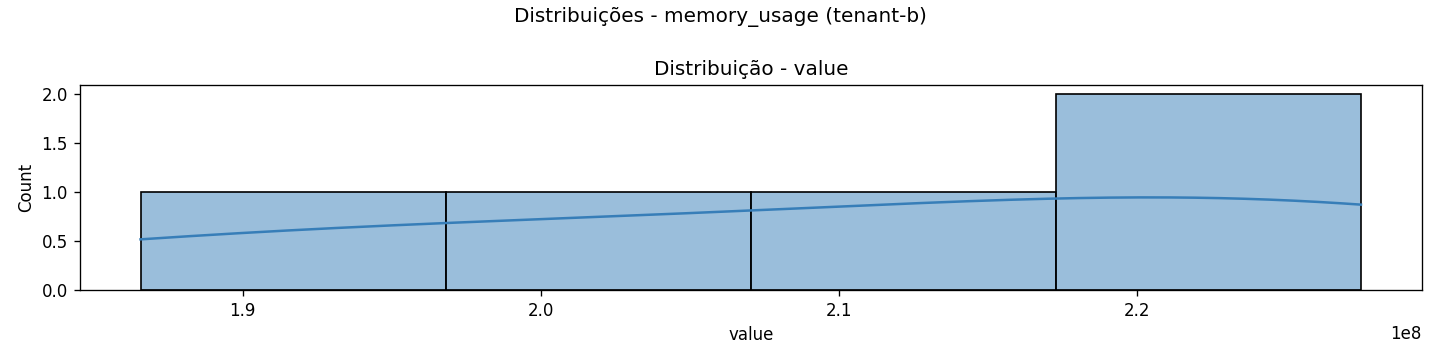 Distribuições - memory_usage (tenant-b)
Distribuição - value
2.0
1.5
1.0
0.5
0.0
Count
1.9 2.0 2.1 2.2
value
1e8